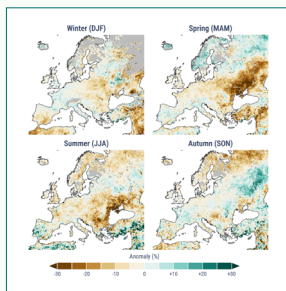 Winter (DJF)
Spring (MAM)
Summer (JJA)
Autumn (SON)
Anomaly (%)
-30 -20 -10 0 +10 +20 +30